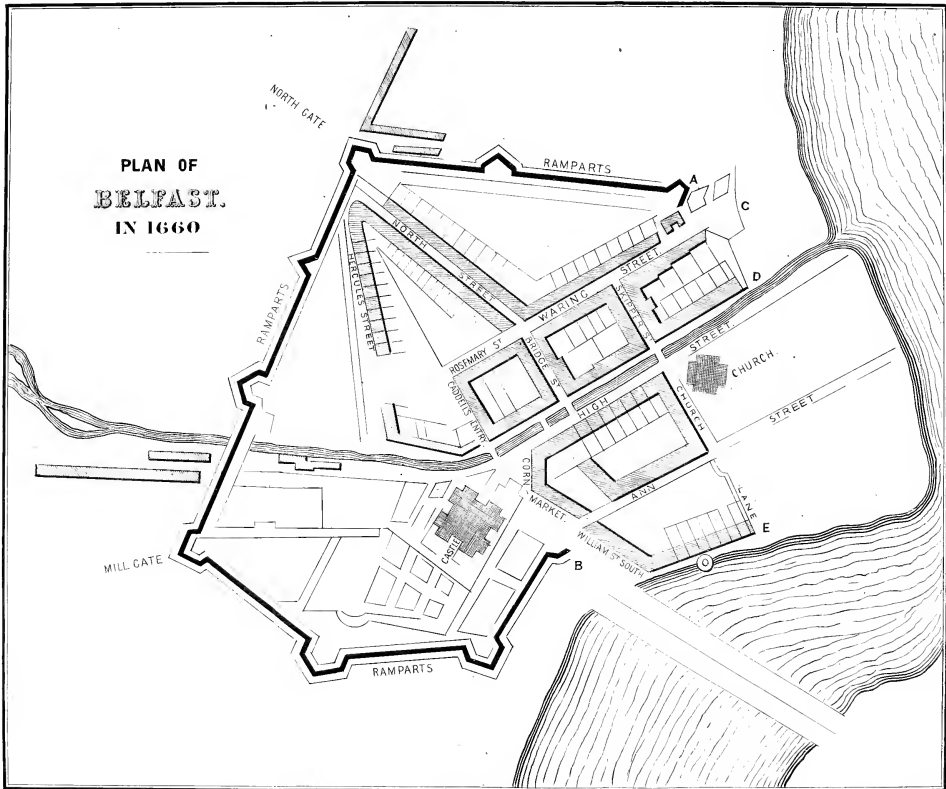 PLAN OF
BELFAST.
IN 1660
NORTH GATE
RAMPARTS
A
C
D
NORTH STREET
HERCULES STREET
WARING STREET
SKIPPER S.
RAMPARTS
ROSEMARY ST
BRIDGE ST
CADDELL'S ENTRY
HIGH STREET.
CHURCH.
CHURCH LANE
ANN STREET
CORN MARKET.
CASTLE
MILL GATE
WILLIAM ST SOUTH
B
E
RAMPARTS